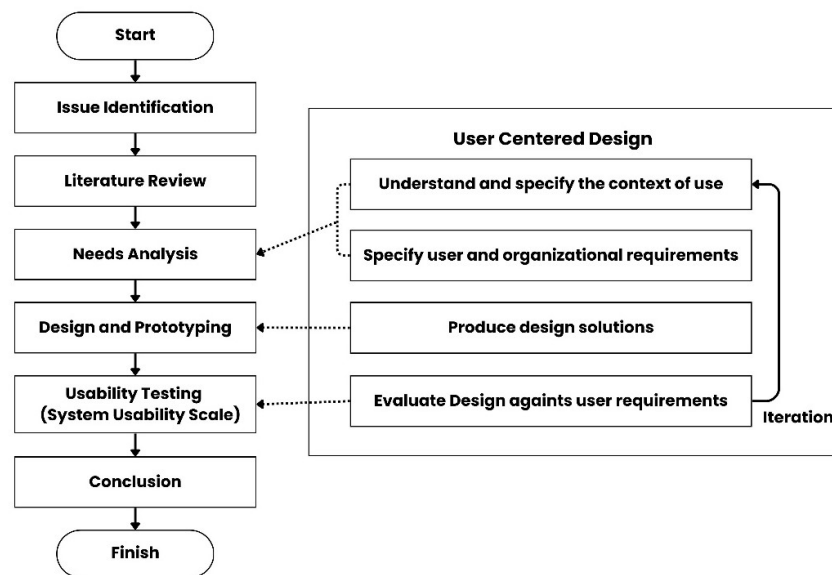 Start
Issue Identification
Literature Review
Needs Analysis
Design and Prototyping
Usability Testing
(System Usability Scale)
Conclusion
Finish
User Centered Design
Understand and specify the context of use
Specify user and organizational requirements
Produce design solutions
Evaluate Design againts user requirements
Iteration